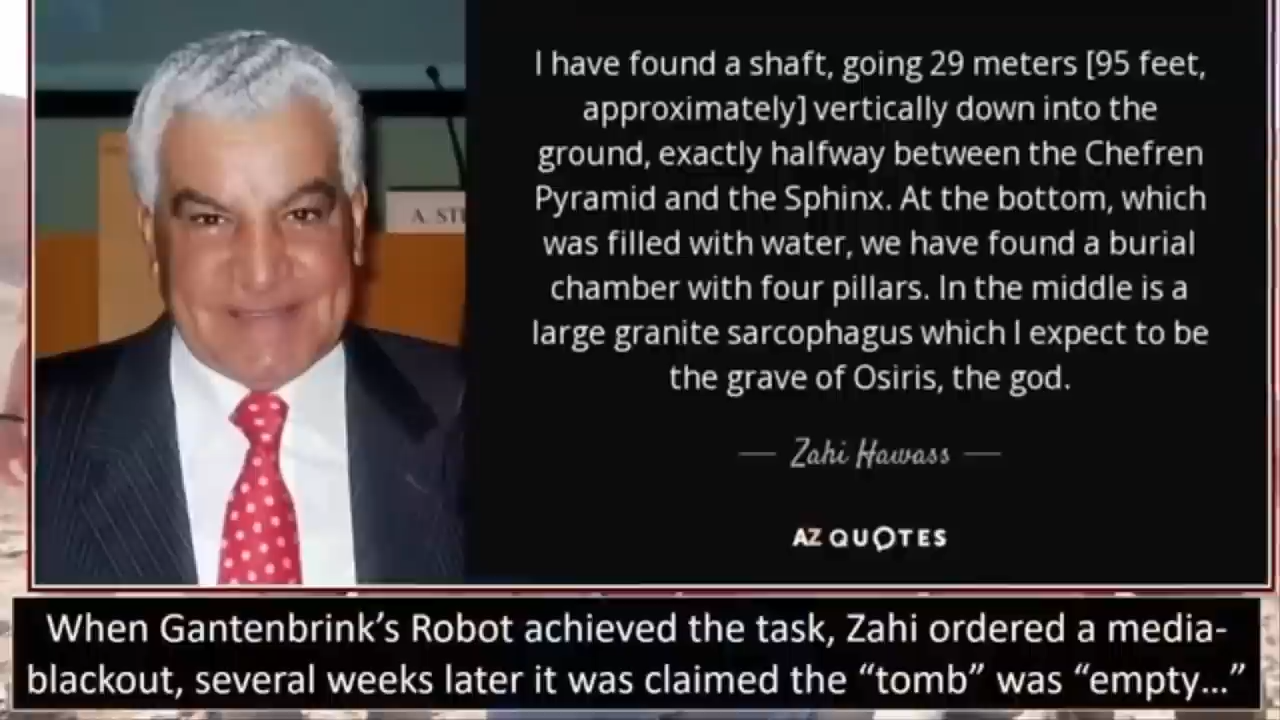 I have found a shaft, going 29 meters [95 feet,
approximately] vertically down into the
ground, exactly halfway between the Chefren
Pyramid and the Sphinx. At the bottom, which
was filled with water, we have found a burial
chamber with four pillars. In the middle is a
large granite sarcophagus which I expect to be
the grave of Osiris, the god.
— Zahi Hawass —
AZ QUOTES
A. ST
When Gantenbrink's Robot achieved the task, Zahi ordered a media-
blackout, several weeks later it was claimed the “tomb” was “empty...”